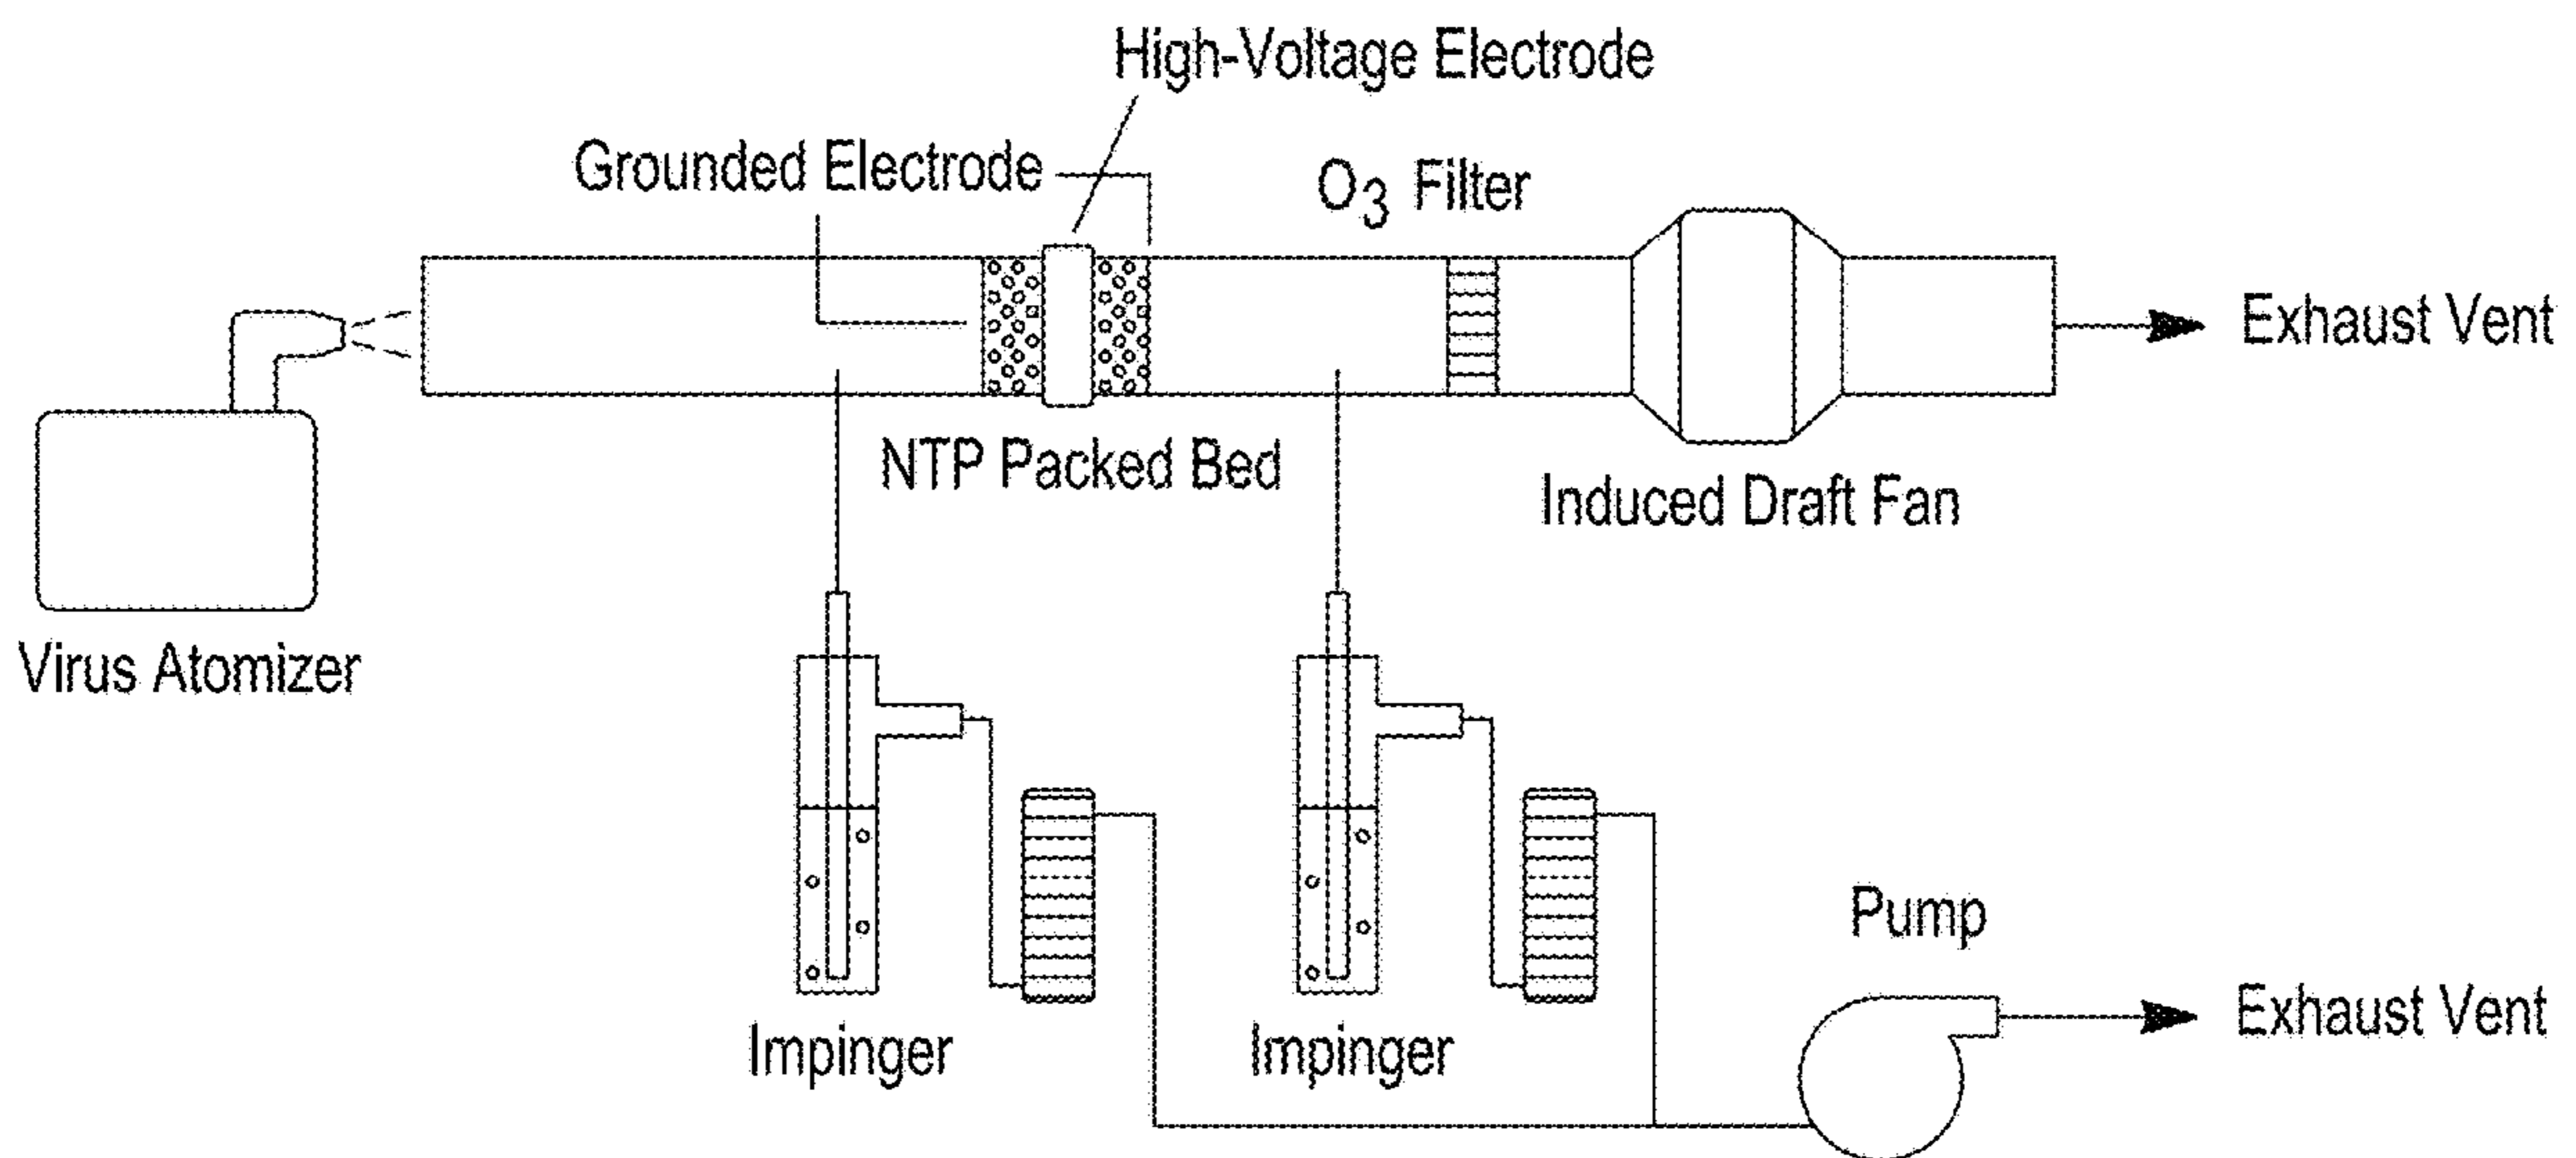 High-Voltage Electrode
Grounded Electrode
O3 Filter
Exhaust Vent
NTP Packed Bed
Induced Draft Fan
Virus Atomizer
Pump
Exhaust Vent
Impinger
Impinger